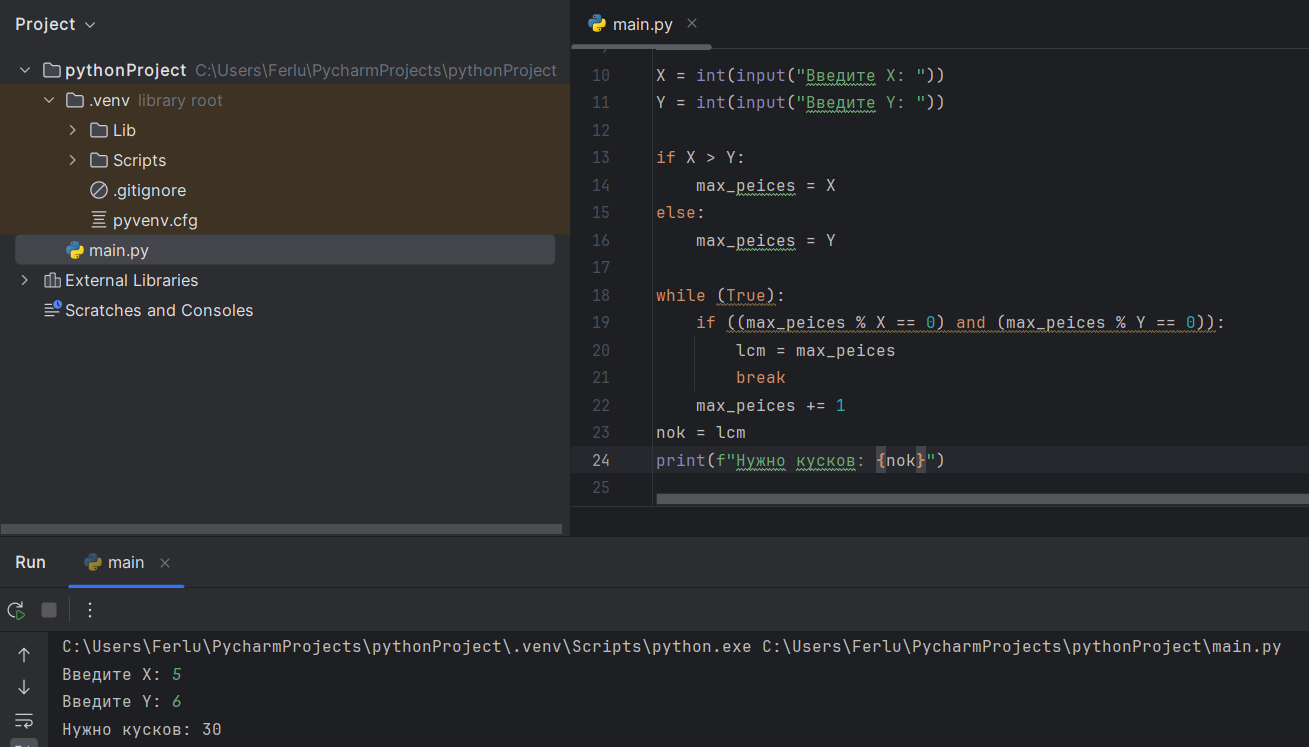 Project
pythonProject C:\Users\Ferlu\PycharmProjects\pythonProject
.venv library root
Lib
Scripts
.gitignore
pyvenv.cfg
main.py
External Libraries
Scratches and Consoles
main.py
10 X = int(input("Введите X: "))
11 Y = int(input("Введите Y: "))
12
13 if X > Y:
14 max_peices = X
15 else:
16 max_peices = Y
17
18 while (True):
19 if ((max_peices % X == 0) and (max_peices % Y == 0)):
20 lcm = max_peices
21 break
22 max_peices += 1
23 nok = lcm
24 print(f"Нужно кусков: {nok}")
25
Run main
C:\Users\Ferlu\PycharmProjects\pythonProject\.venv\Scripts\python.exe C:\Users\Ferlu\PycharmProjects\pythonProject\main.py
Введите X: 5
Введите Y: 6
Нужно кусков: 30